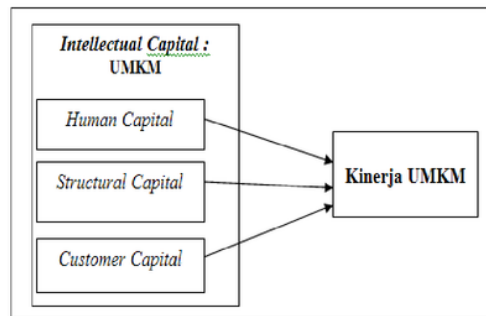 Intellectual Capital :
UMKM
Human Capital
Structural Capital
Customer Capital
Kinerja UMKM